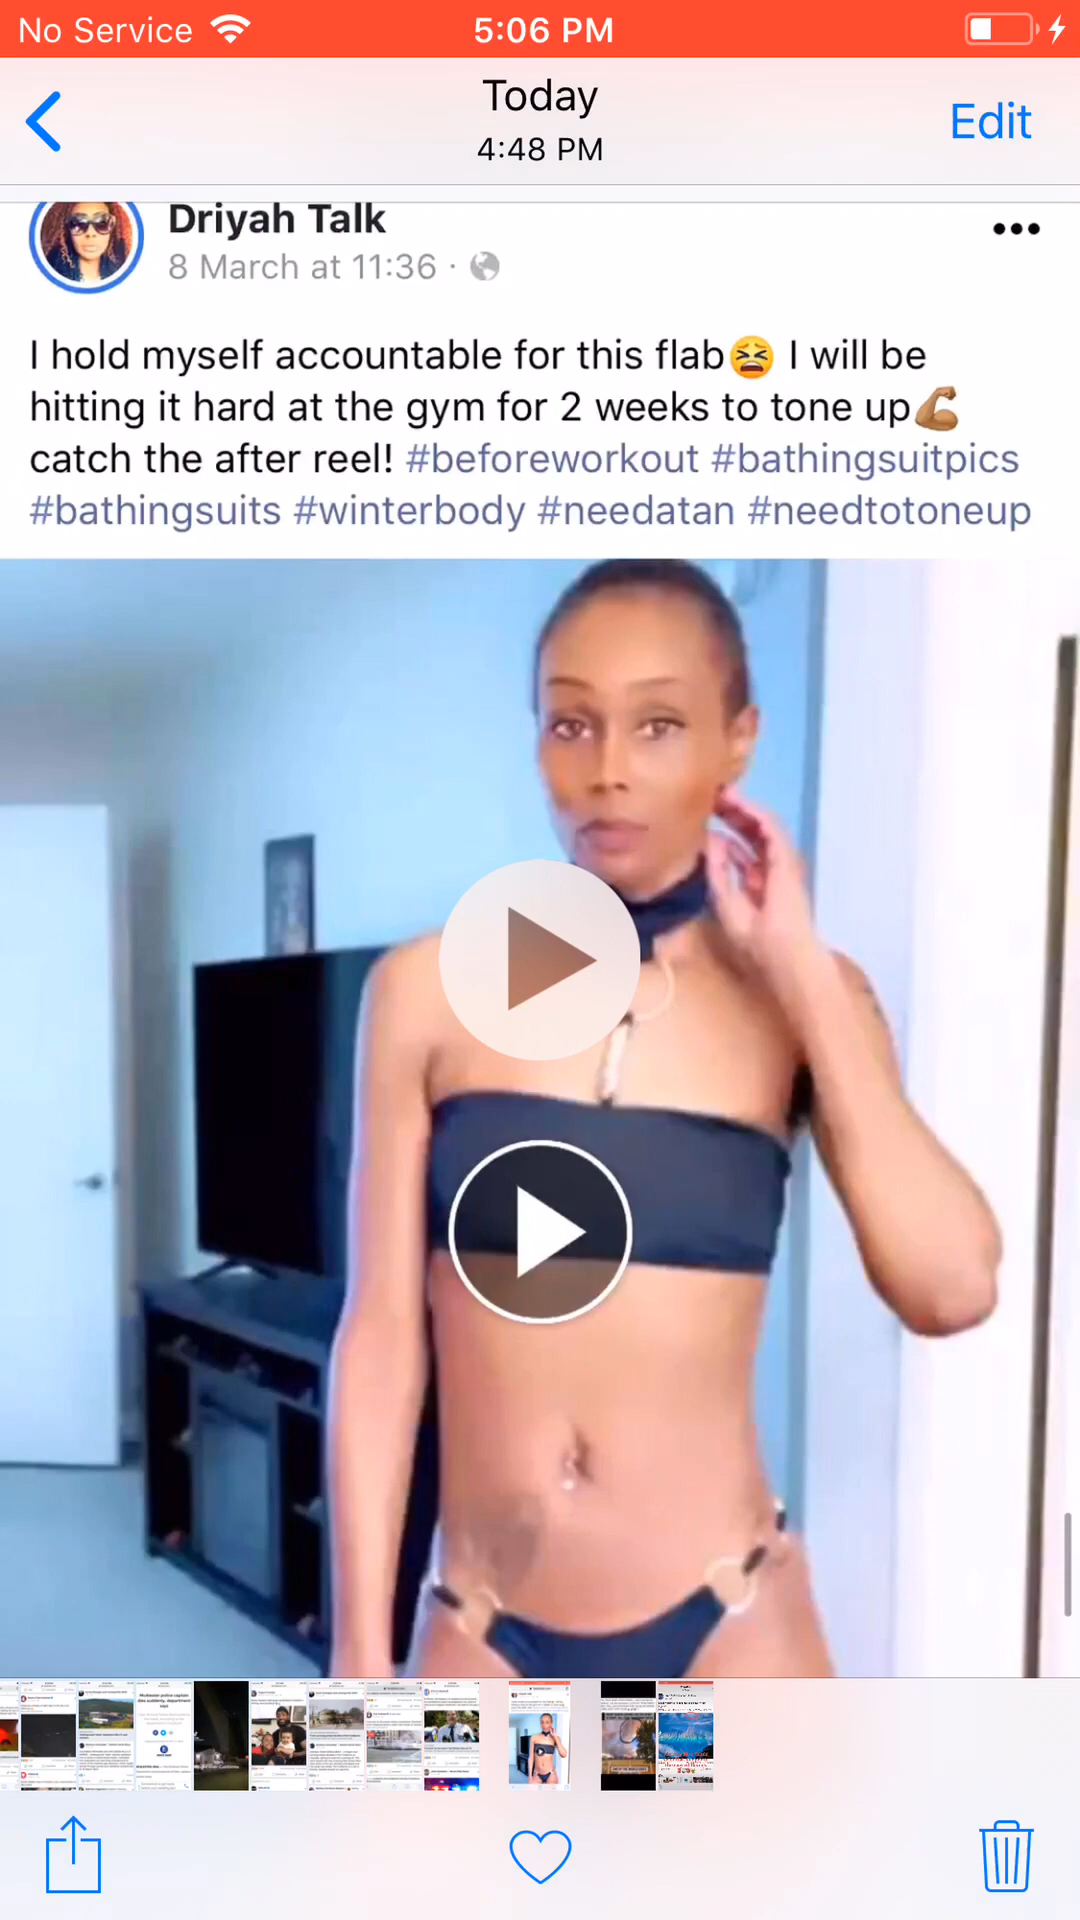 No Service 5:06 PM
Today
4:48 PM
Edit
Driyah Talk
8 March at 11:36 ·
I hold myself accountable for this flab😫 I will be
hitting it hard at the gym for 2 weeks to tone up💪🏽
catch the after reel! #beforeworkout #bathingsuitpics
#bathingsuits #winterbody #needatan #needtotoneup